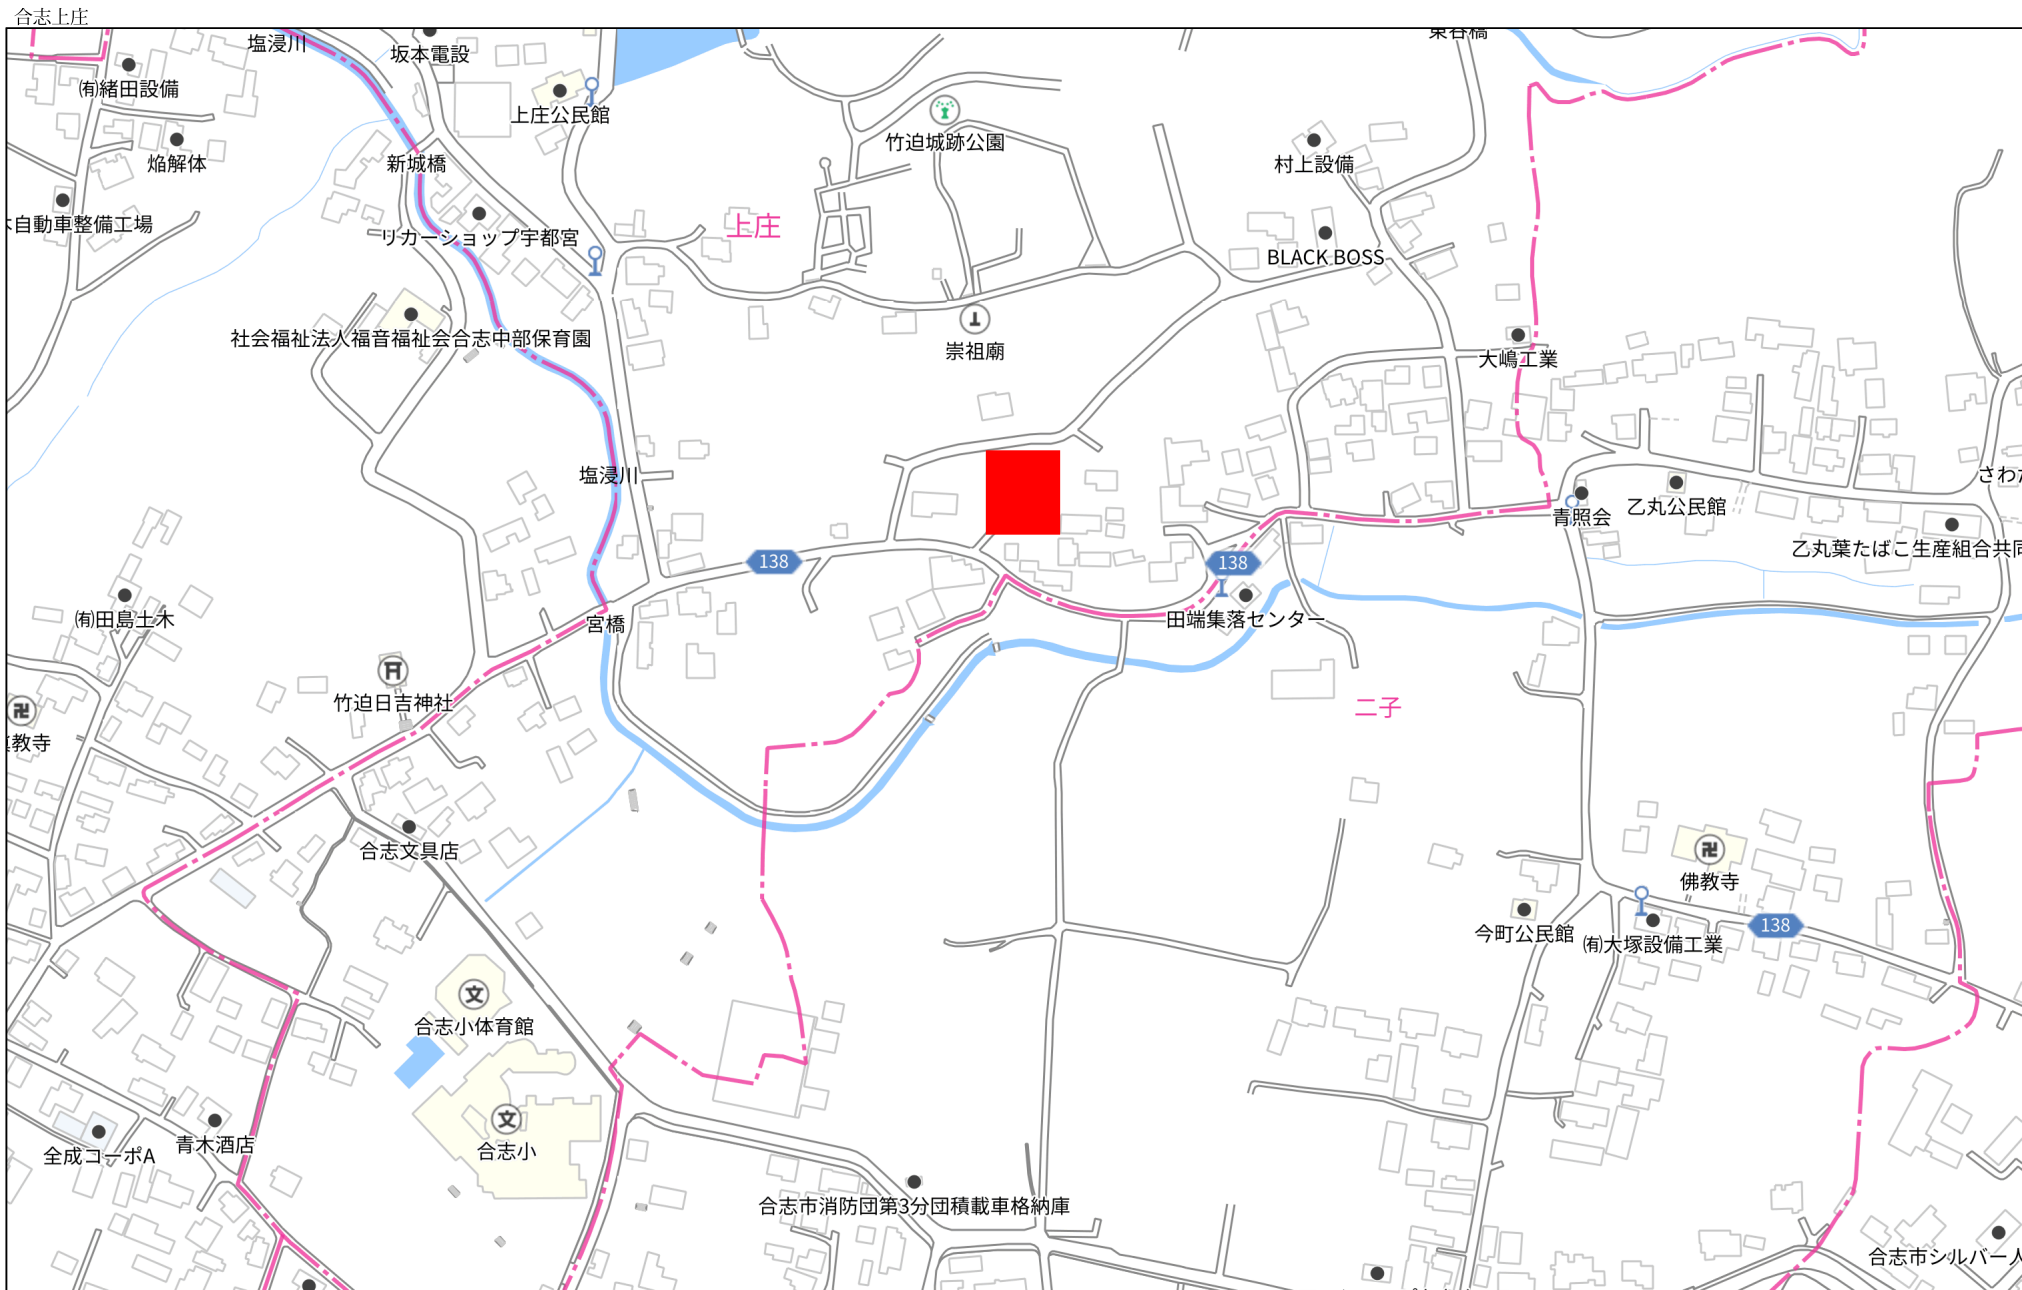 合志上庄
塩浸川
坂本電設
東谷橋
㈲緒田設備
上庄公民館
竹迫城跡公園
焔解体
新城橋
村上設備
木自動車整備工場
リカーショップ宇都宮
上庄
BLACK BOSS
社会福祉法人福音福祉会合志中部保育園
崇祖廟
大嶋工業
塩浸川
さわた
乙丸公民館
青照会
乙丸葉たばこ生産組合共同
138
138
㈲田島土木
宮橋
田端集落センター
竹迫日吉神社
二子
教寺
合志文具店
佛教寺
今町公民館
138
㈲大塚設備工業
文
合志小体育館
文
合志小
青木酒店
全成コーポA
合志市消防団第3分団積載車格納庫
合志市シルバー人